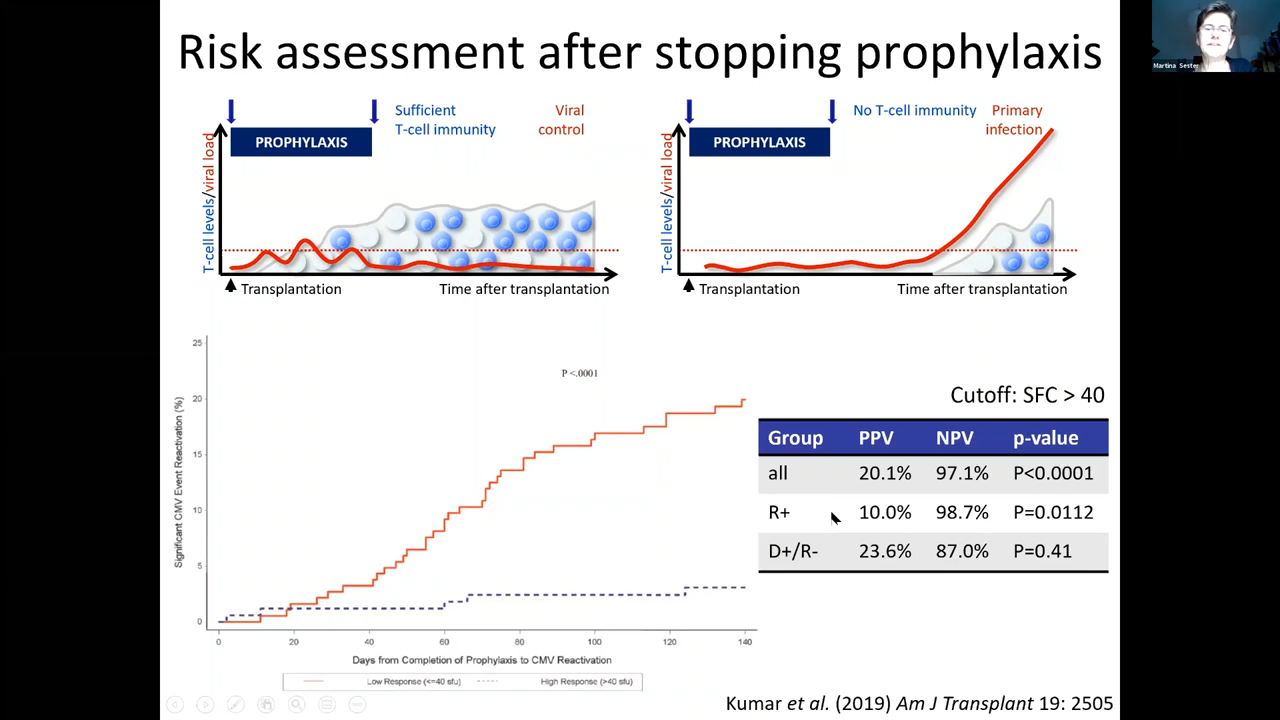 Risk assessment after stopping prophylaxis
Martina Sester
Sufficient
T-cell immunity
Viral
control
PROPHYLAXIS
T-cell levels/viral load
Transplantation
Time after transplantation
No T-cell immunity
Primary
infection
PROPHYLAXIS
T-cell levels/viral load
Transplantation
Time after transplantation
Significant CMV Event Reactivation (%)
25
20
15
10
5
0
P <.0001
0 20 40 60 80 100 120 140
Days from Completion of Prophylaxis to CMV Reactivation
Low Response (<=40 sfu) High Response (>40 sfu)
Cutoff: SFC > 40
Group PPV NPV p-value
all 20.1% 97.1% P<0.0001
R+ 10.0% 98.7% P=0.0112
D+/R- 23.6% 87.0% P=0.41
Kumar et al. (2019) Am J Transplant 19: 2505